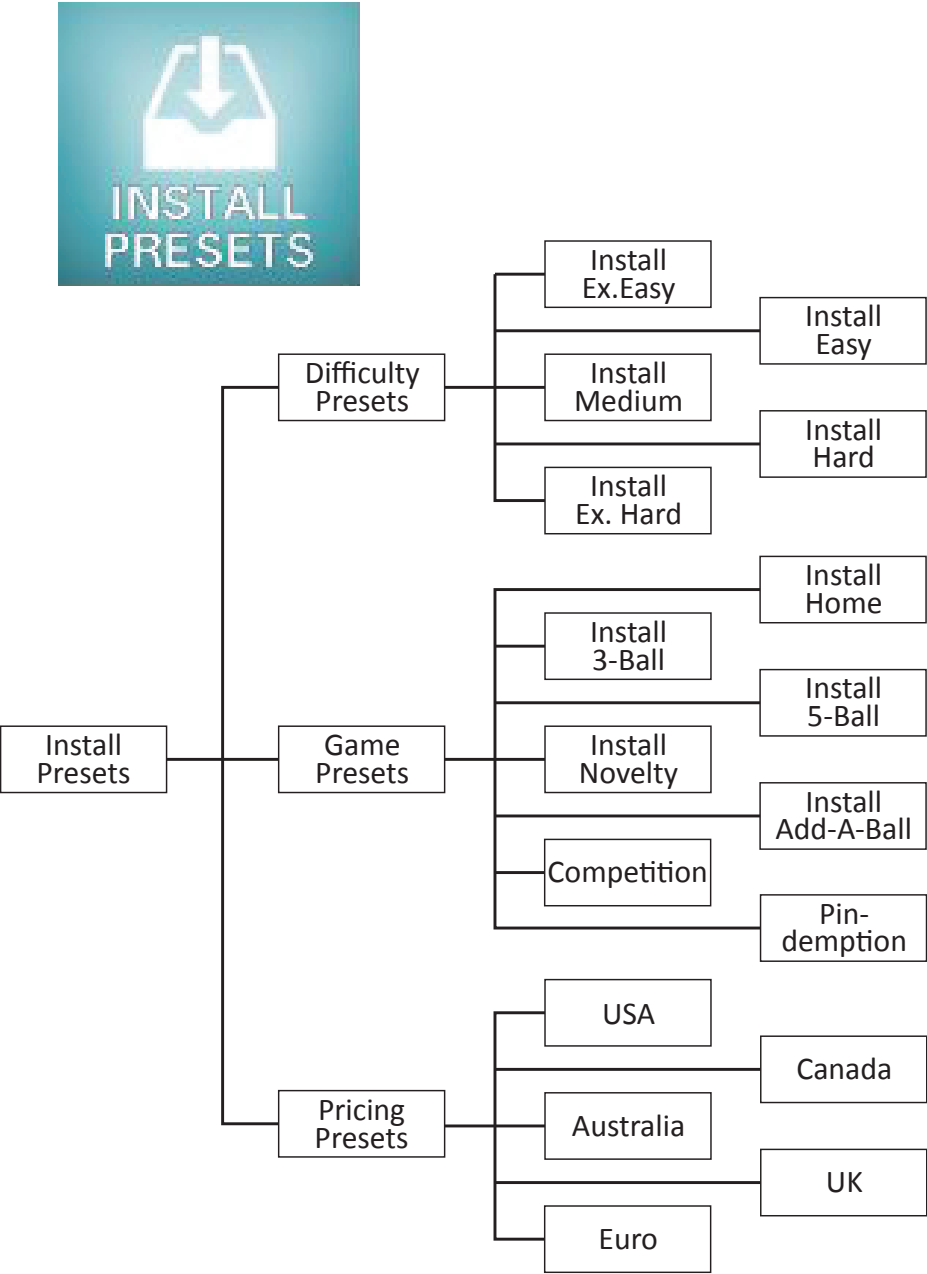 INSTALL
PRESETS
Install
Ex.Easy
Install
Easy
Difficulty
Presets
Install
Medium
Install
Hard
Install
Ex. Hard
Install
Home
Install
3-Ball
Install
5-Ball
Install
Presets
Game
Presets
Install
Novelty
Install
Add-A-Ball
Competition
Pin-
demption
USA
Canada
Pricing
Presets
Australia
UK
Euro